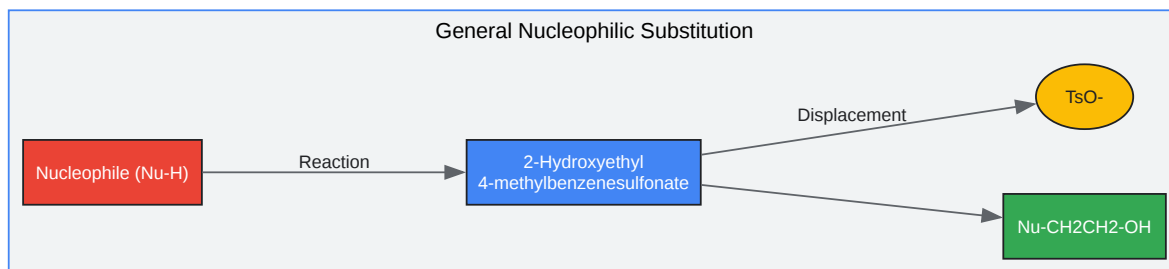 General Nucleophilic Substitution
TsO-
Displacement
Reaction
Nucleophile (Nu-H)
2-Hydroxyethyl
4-methylbenzenesulfonate
Nu-CH2CH2-OH